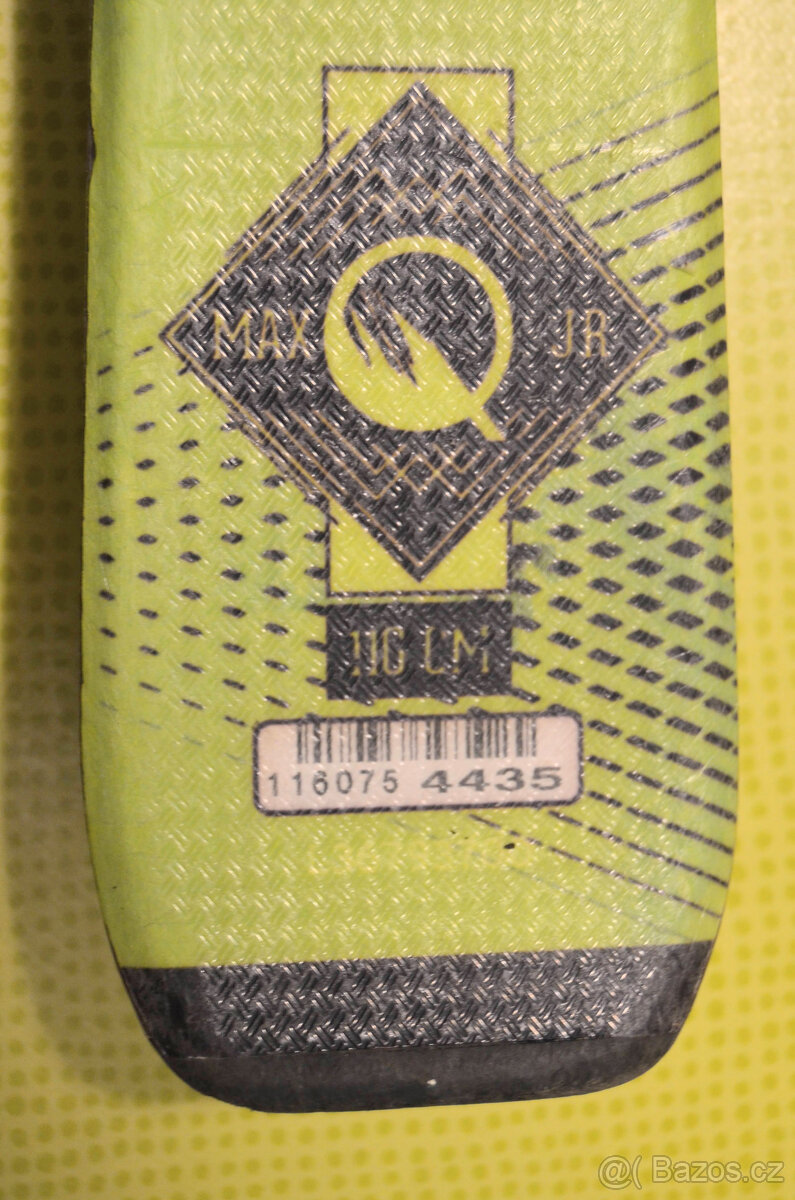 MAX Q JR
116 CM
116075 4435
@( Bazos.cz